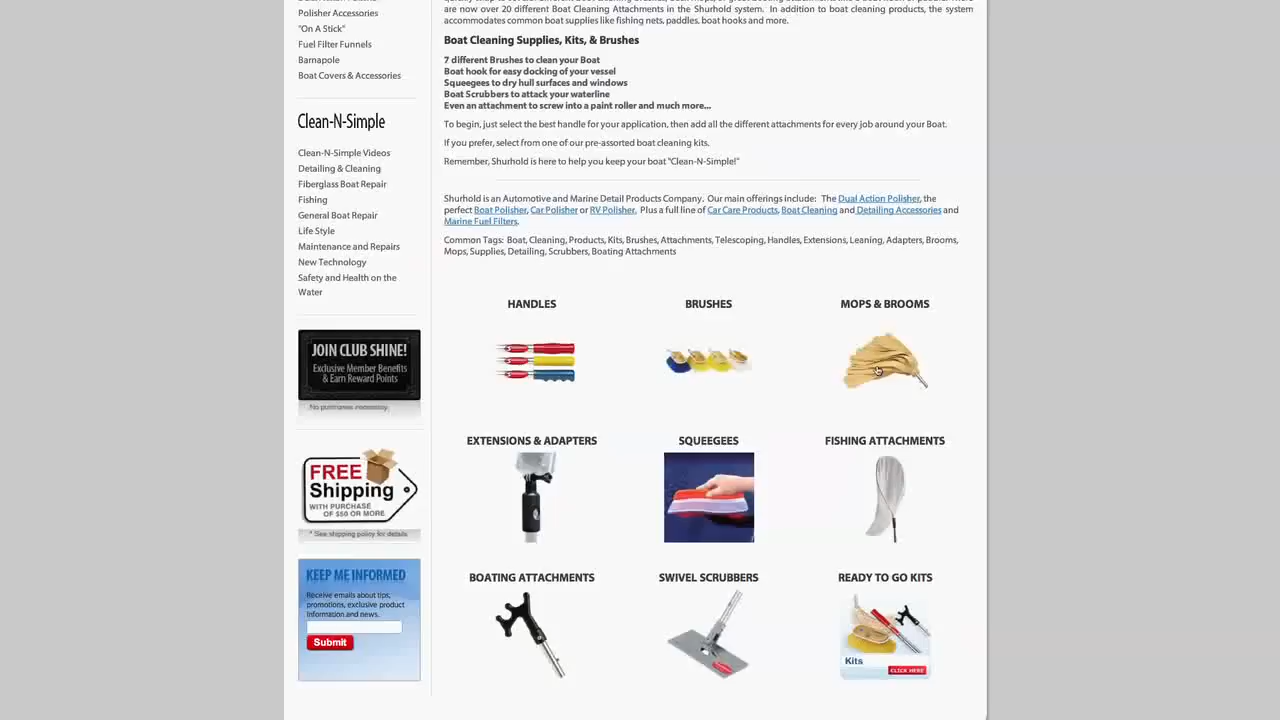 Polisher Accessories
"On A Stick"
Fuel Filter Funnels
Barnapole
Boat Covers & Accessories
Clean-N-Simple
Clean-N-Simple Videos
Detailing & Cleaning
Fiberglass Boat Repair
Fishing
General Boat Repair
Life Style
Maintenance and Repairs
New Technology
Safety and Health on the
Water
JOIN CLUB SHINE!
Exclusive Member Benefits
& Earn Reward Points
No purchases necessary.
FREE
Shipping
WITH PURCHASE
OF $50 OR MORE
* See shipping policy for details
KEEP ME INFORMED
Receive emails about tips,
promotions, exclusive product
information and news.
Submit
are now over 20 different Boat Cleaning Attachments in the Shurhold system. In addition to boat cleaning products, the system
accommodates common boat supplies like fishing nets, paddles, boat hooks and more.
Boat Cleaning Supplies, Kits, & Brushes
7 different Brushes to clean your Boat
Boat hook for easy docking of your vessel
Squeegees to dry hull surfaces and windows
Boat Scrubbers to attack your waterline
Even an attachment to screw into a paint roller and much more...
To begin, just select the best handle for your application, then add all the different attachments for every job around your Boat.
If you prefer, select from one of our pre-assorted boat cleaning kits.
Remember, Shurhold is here to help you keep your boat "Clean-N-Simple!"
Shurhold is an Automotive and Marine Detail Products Company. Our main offerings include: The Dual Action Polisher, the
perfect Boat Polisher, Car Polisher or RV Polisher. Plus a full line of Car Care Products, Boat Cleaning and Detailing Accessories and
Marine Fuel Filters.
Common Tags: Boat, Cleaning, Products, Kits, Brushes, Attachments, Telescoping, Handles, Extensions, Leaning, Adapters, Brooms,
Mops, Supplies, Detailing, Scrubbers, Boating Attachments
HANDLES
BRUSHES
MOPS & BROOMS
EXTENSIONS & ADAPTERS
SQUEEGEES
FISHING ATTACHMENTS
BOATING ATTACHMENTS
SWIVEL SCRUBBERS
READY TO GO KITS
Kits
CLICK HERE